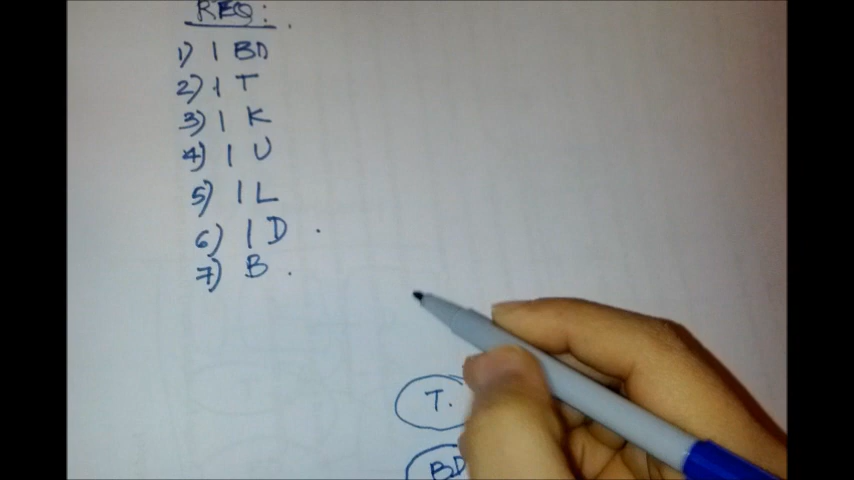 REQ:
1) 1 BD
2) 1 T
3) 1 K
4) 1 U
5) 1 L
6) 1 D.
7) B.
T.
BD